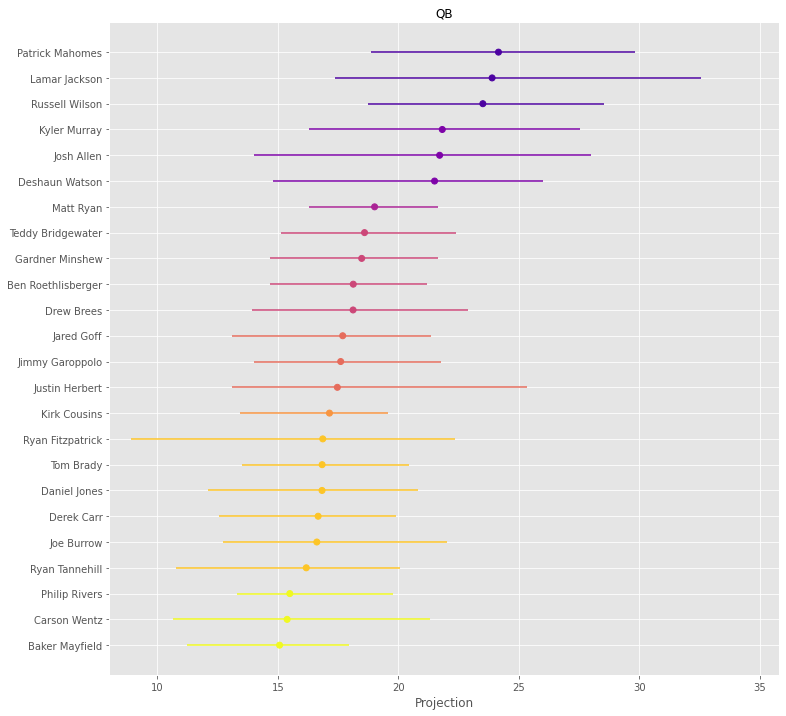 QB
Patrick Mahomes
Lamar Jackson
Russell Wilson
Kyler Murray
Josh Allen
Deshaun Watson
Matt Ryan
Teddy Bridgewater
Gardner Minshew
Ben Roethlisberger
Drew Brees
Jared Goff
Jimmy Garoppolo
Justin Herbert
Kirk Cousins
Ryan Fitzpatrick
Tom Brady
Daniel Jones
Derek Carr
Joe Burrow
Ryan Tannehill
Philip Rivers
Carson Wentz
Baker Mayfield
10 15 20 25 30 35
Projection